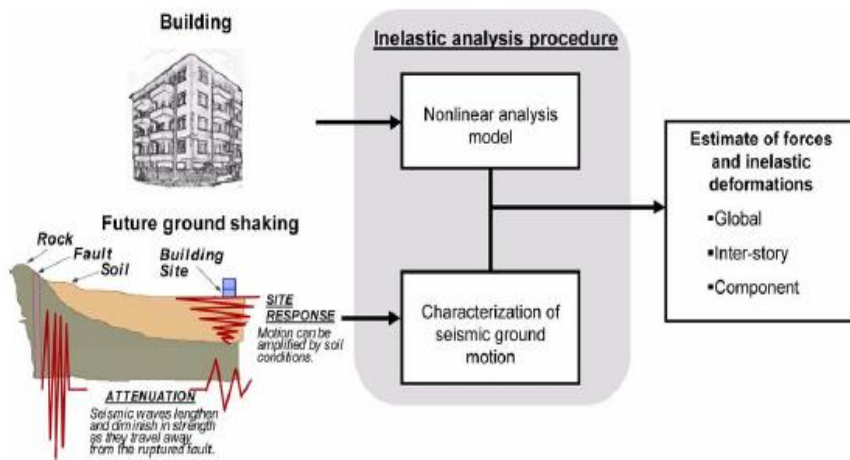 Building
Inelastic analysis procedure
Nonlinear analysis
model
Estimate of forces
and inelastic
deformations
▪Global
▪Inter-story
▪Component
Future ground shaking
Rock
Fault
Soil
Building
Site
SITE
RESPONSE
Motion can be
amplified by soil
conditions.
Characterization of
seismic ground
motion
ATTENUATION
Seismic waves lengthen
and diminish in strength
as they travel away
from the ruptured fault.